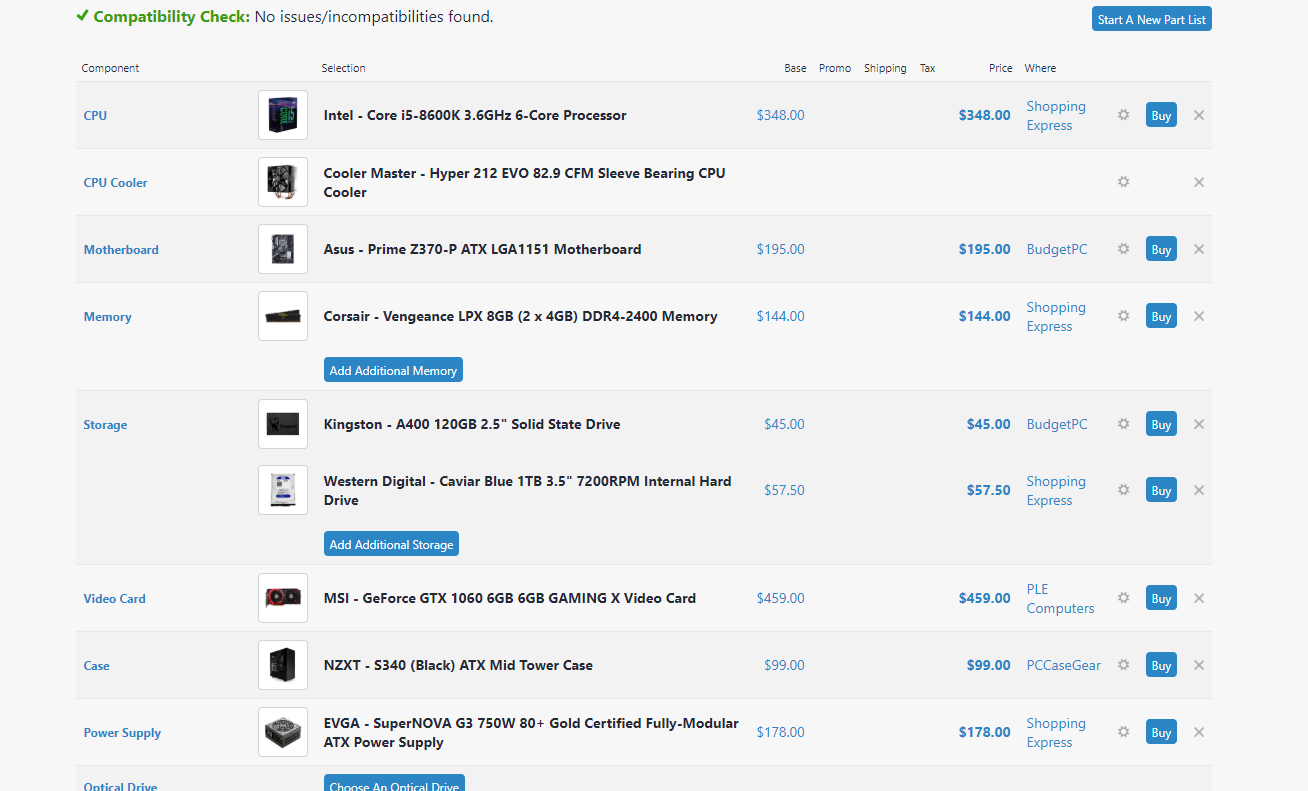 ✔ Compatibility Check: No issues/incompatibilities found.
Start A New Part List
Component Selection Base Promo Shipping Tax Price Where
CPU Intel - Core i5-8600K 3.6GHz 6-Core Processor $348.00 $348.00 Shopping Express Buy
CPU Cooler Cooler Master - Hyper 212 EVO 82.9 CFM Sleeve Bearing CPU
Cooler
Motherboard Asus - Prime Z370-P ATX LGA1151 Motherboard $195.00 $195.00 BudgetPC Buy
Memory Corsair - Vengeance LPX 8GB (2 x 4GB) DDR4-2400 Memory $144.00 $144.00 Shopping Express Buy
Add Additional Memory
Storage Kingston - A400 120GB 2.5" Solid State Drive $45.00 $45.00 BudgetPC Buy
Western Digital - Caviar Blue 1TB 3.5" 7200RPM Internal Hard
Drive $57.50 $57.50 Shopping Express Buy
Add Additional Storage
Video Card MSI - GeForce GTX 1060 6GB 6GB GAMING X Video Card $459.00 $459.00 PLE Computers Buy
Case NZXT - S340 (Black) ATX Mid Tower Case $99.00 $99.00 PCCaseGear Buy
Power Supply EVGA - SuperNOVA G3 750W 80+ Gold Certified Fully-Modular
ATX Power Supply $178.00 $178.00 Shopping Express Buy
Optical Drive Choose An Optical Drive